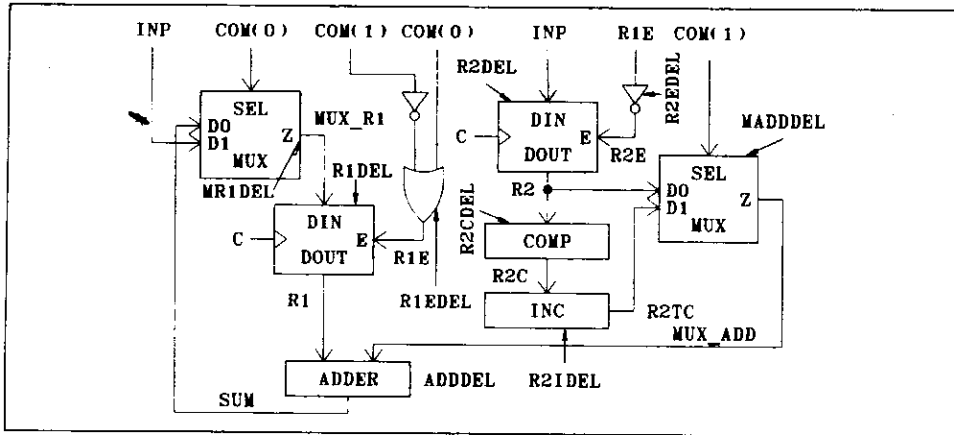 INP COM(0) COM(1) COM(0) INP R1E COM(1)
R2DEL
R2EDEL
SEL
D0
D1
Z
MUX
MUX_R1
MR1DEL
R1DEL
C
DIN
E
DOUT
R2E
MADDDEL
SEL
D0
D1
Z
MUX
R2
C
DIN
E
DOUT
R1E
R2CDEL
COMP
R2C
R1
R1EDEL
INC
R2TC
MUX_ADD
ADDER
ADDDEL
R2IDEL
SUM